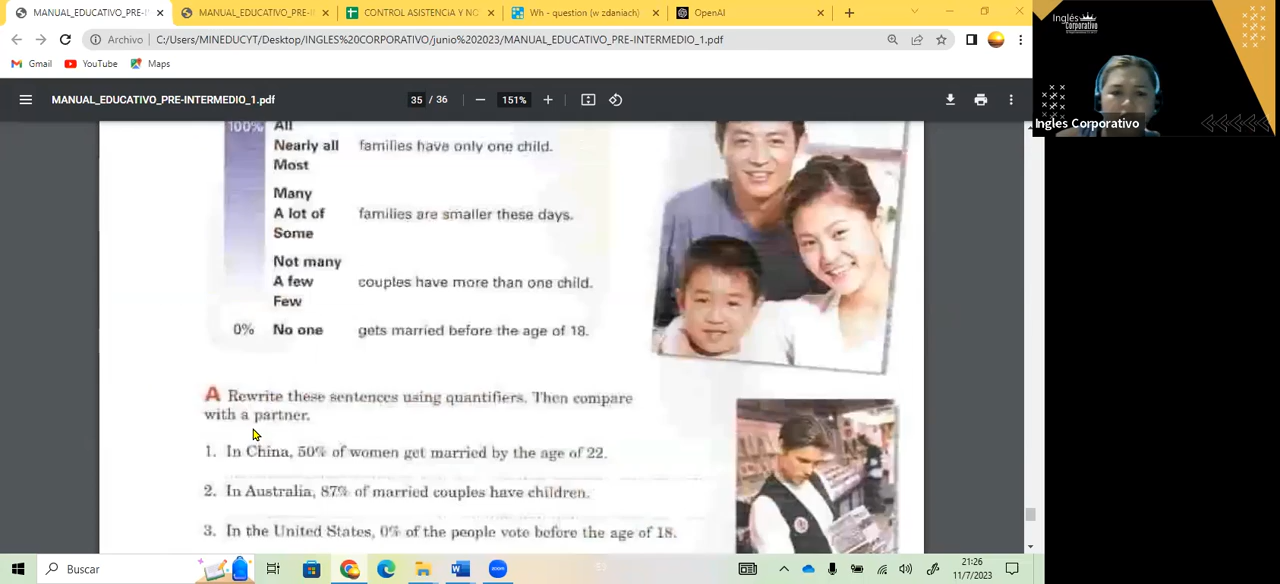 MANUAL_EDUCATIVO_PRE-I
MANUAL_EDUCATIVO_PRE-I
CONTROL ASISTENCIA Y NO
Wh - question (w zdaniach)
OpenAI
Archivo
C:/Users/MINEDUCYT/Desktop/INGLES%20CORPORATIVO/junio%202023/MANUAL_EDUCATIVO_PRE-INTERMEDIO_1.pdf
Gmail
YouTube
Maps
MANUAL_EDUCATIVO_PRE-INTERMEDIO_1.pdf
35 / 36
151%
100% All
Nearly all families have only one child.
Most
Many
A lot of families are smaller these days.
Some
Not many
A few couples have more than one child.
Few
0% No one gets married before the age of 18.
A Rewrite these sentences using quantifiers. Then compare
with a partner.
1. In China, 50% of women get married by the age of 22.
2. In Australia, 87% of married couples have children.
3. In the United States, 0% of the people vote before the age of 18.
Inglés
Corporativo
Ingles Corporativo
Buscar
21:26
11/7/2023